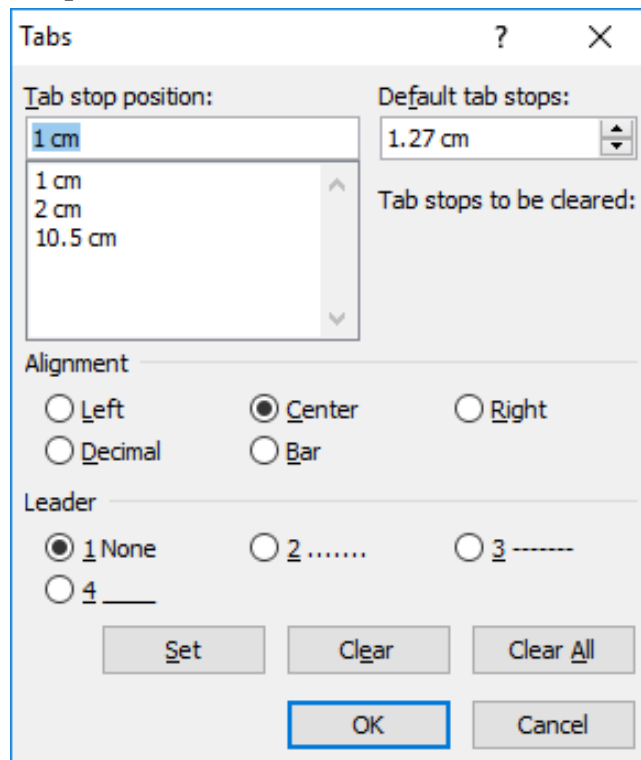 Tabs ?
Tab stop position: Default tab stops:
1 cm 1.27 cm
1 cm
2 cm
10.5 cm
Tab stops to be cleared:
Alignment
Left Center Right
Decimal Bar
Leader
1 None 2 ....... 3 -------
4 ____
Set Clear Clear All
OK Cancel